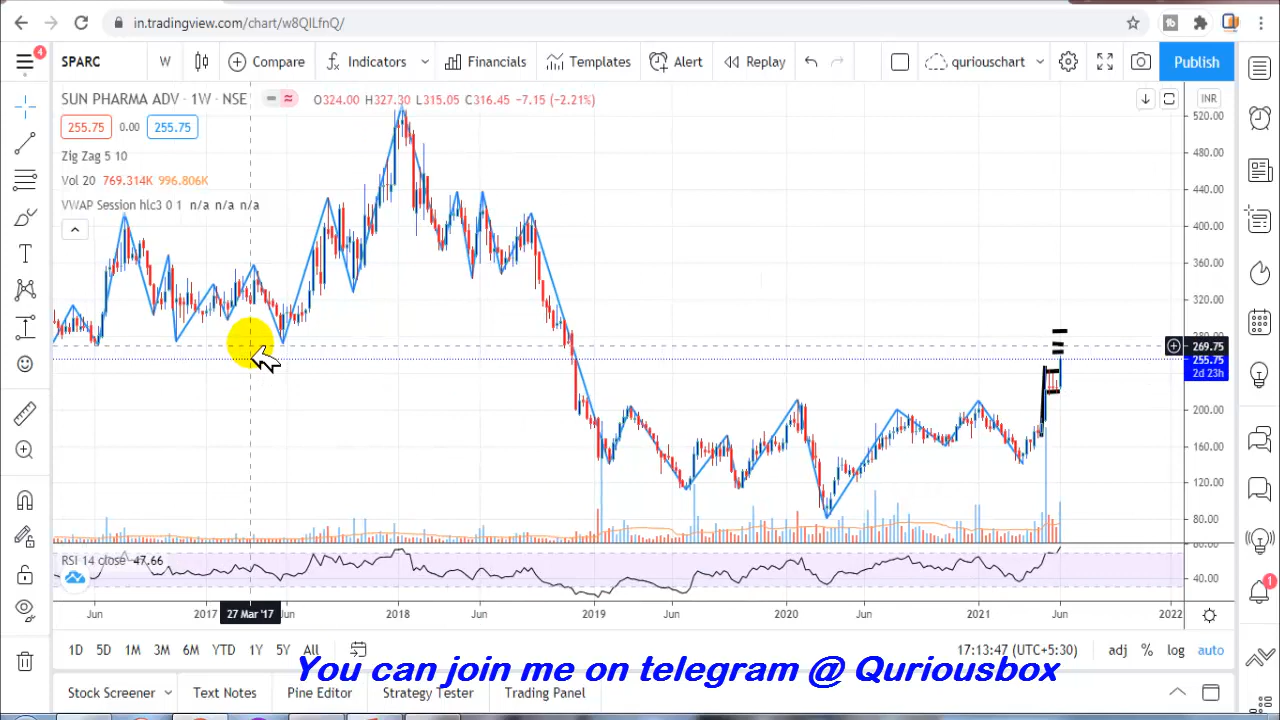 in.tradingview.com/chart/w8QILfnQ/
4
SPARC W Compare Indicators Financials Templates Alert Replay quriouschart Publish
SUN PHARMA ADV · 1W · NSE O324.00 H327.30 L315.05 C316.45 -7.15 (-2.21%) INR
255.75 0.00 255.75
Zig Zag 5 10
Vol 20 769.314K 996.806K
VWAP Session hlc3 0 1 n/a n/a n/a
520.00
480.00
440.00
400.00
360.00
320.00
269.75
255.75
2d 23h
200.00
160.00
120.00
80.00
RSI 14 close 47.66
40.00
Jun 2017 27 Mar '17 Jun 2018 Jun 2019 Jun 2020 Jun 2021 Jun 2022
1D 5D 1M 3M 6M YTD 1Y 5Y All 17:13:47 (UTC+5:30) adj % log auto
You can join me on telegram @ Quriousbox
Stock Screener Text Notes Pine Editor Strategy Tester Trading Panel
1